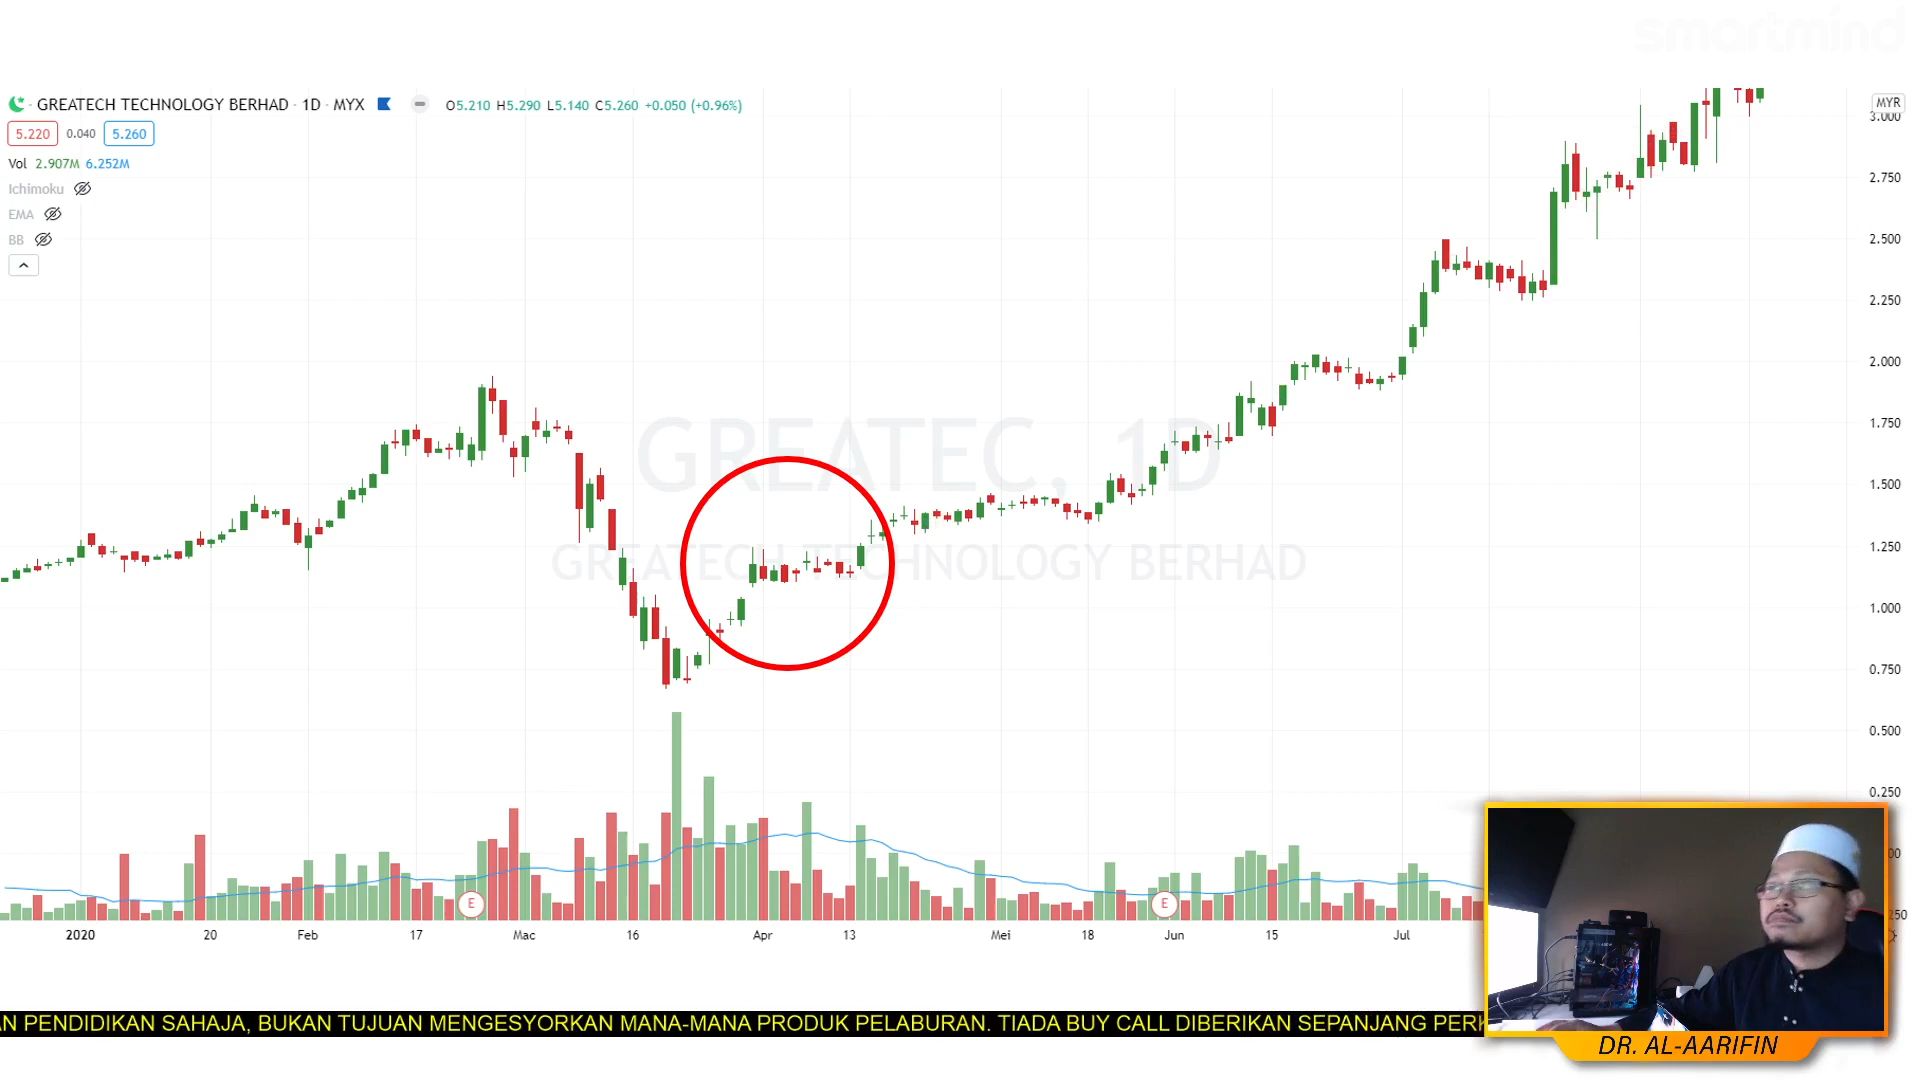 smartmind
GREATECH TECHNOLOGY BERHAD · 1D · MYX O5.210 H5.290 L5.140 C5.260 +0.050 (+0.96%)
MYR
5.220 0.040 5.260
Vol 2.907M 6.252M
Ichimoku
EMA
BB
3.000
2.750
2.500
2.250
2.000
1.750
1.500
1.250
1.000
0.750
0.500
0.250
00
250
GREATEC, 1D
GREATECH TECHNOLOGY BERHAD
E E
2020 20 Feb 17 Mac 16 Apr 13 Mei 18 Jun 15 Jul
AN PENDIDIKAN SAHAJA, BUKAN TUJUAN MENGESYORKAN MANA-MANA PRODUK PELABURAN. TIADA BUY CALL DIBERIKAN SEPANJANG PERK
DR. AL-AARIFIN